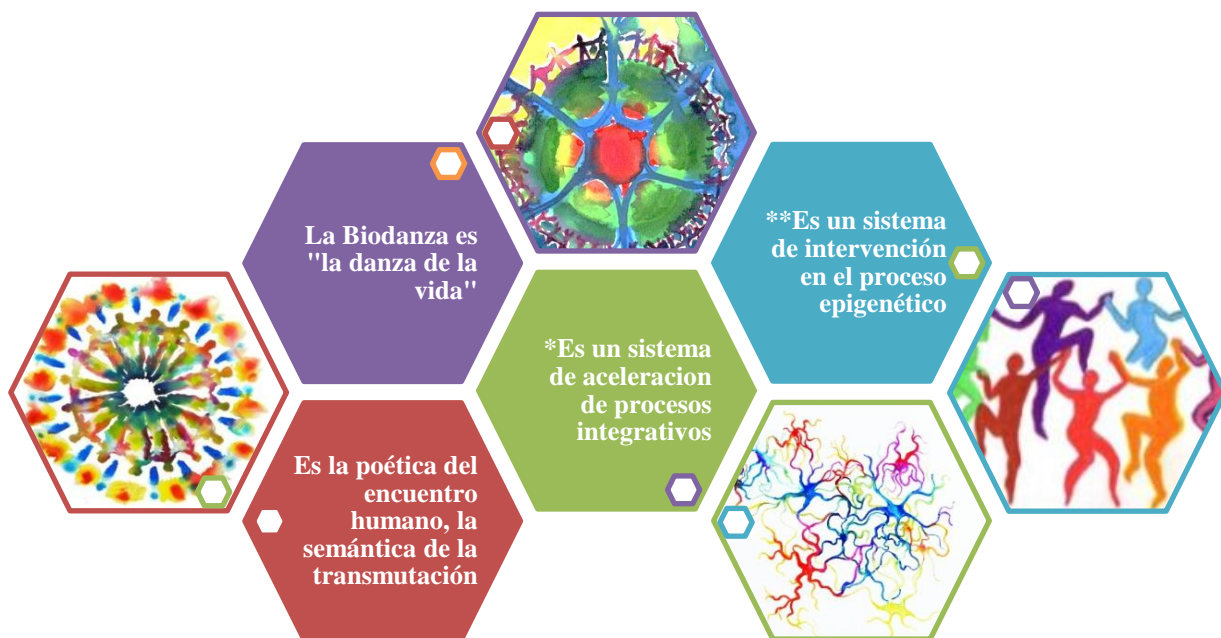 La Biodanza es
"la danza de la
vida"
**Es un sistema
de intervención
en el proceso
epigenético
*Es un sistema
de aceleracion
de procesos
integrativos
Es la poética del
encuentro
humano, la
semántica de la
transmutación